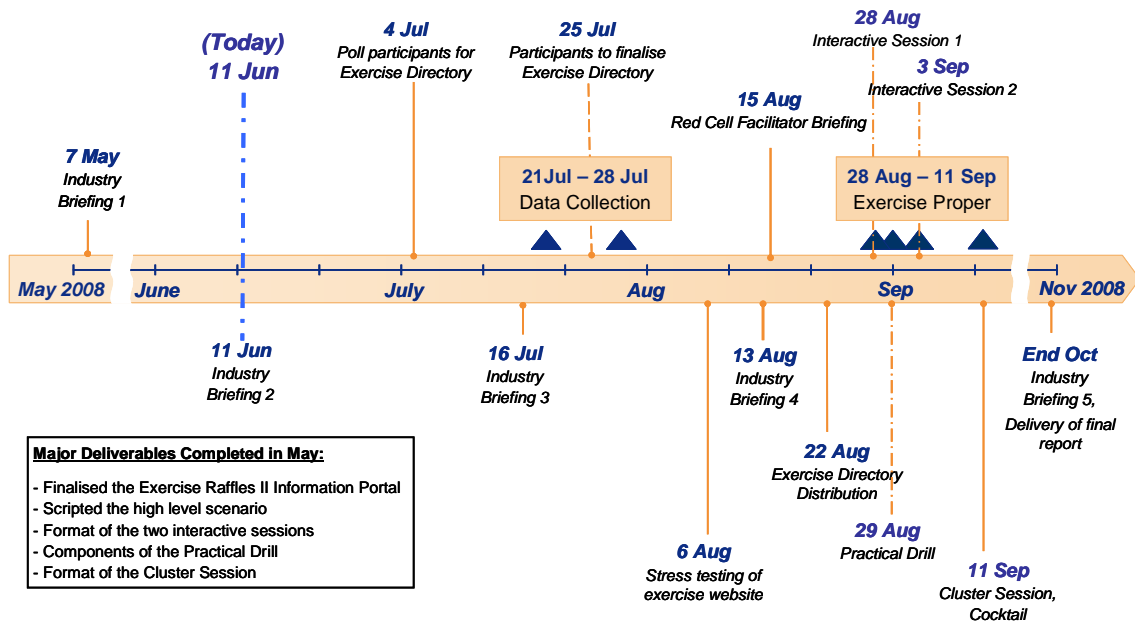 (Today)
11 Jun
4 Jul
Poll participants for
Exercise Directory
25 Jul
Participants to finalise
Exercise Directory
28 Aug
Interactive Session 1
3 Sep
Interactive Session 2
15 Aug
Red Cell Facilitator Briefing
7 May
Industry
Briefing 1
21Jul – 28 Jul
Data Collection
28 Aug – 11 Sep
Exercise Proper
May 2008
June
July
Aug
Sep
Nov 2008
11 Jun
Industry
Briefing 2
16 Jul
Industry
Briefing 3
13 Aug
Industry
Briefing 4
End Oct
Industry
Briefing 5,
Delivery of final
report
22 Aug
Exercise Directory
Distribution
29 Aug
Practical Drill
6 Aug
Stress testing of
exercise website
11 Sep
Cluster Session,
Cocktail
Major Deliverables Completed in May:
- Finalised the Exercise Raffles II Information Portal
- Scripted the high level scenario
- Format of the two interactive sessions
- Components of the Practical Drill
- Format of the Cluster Session